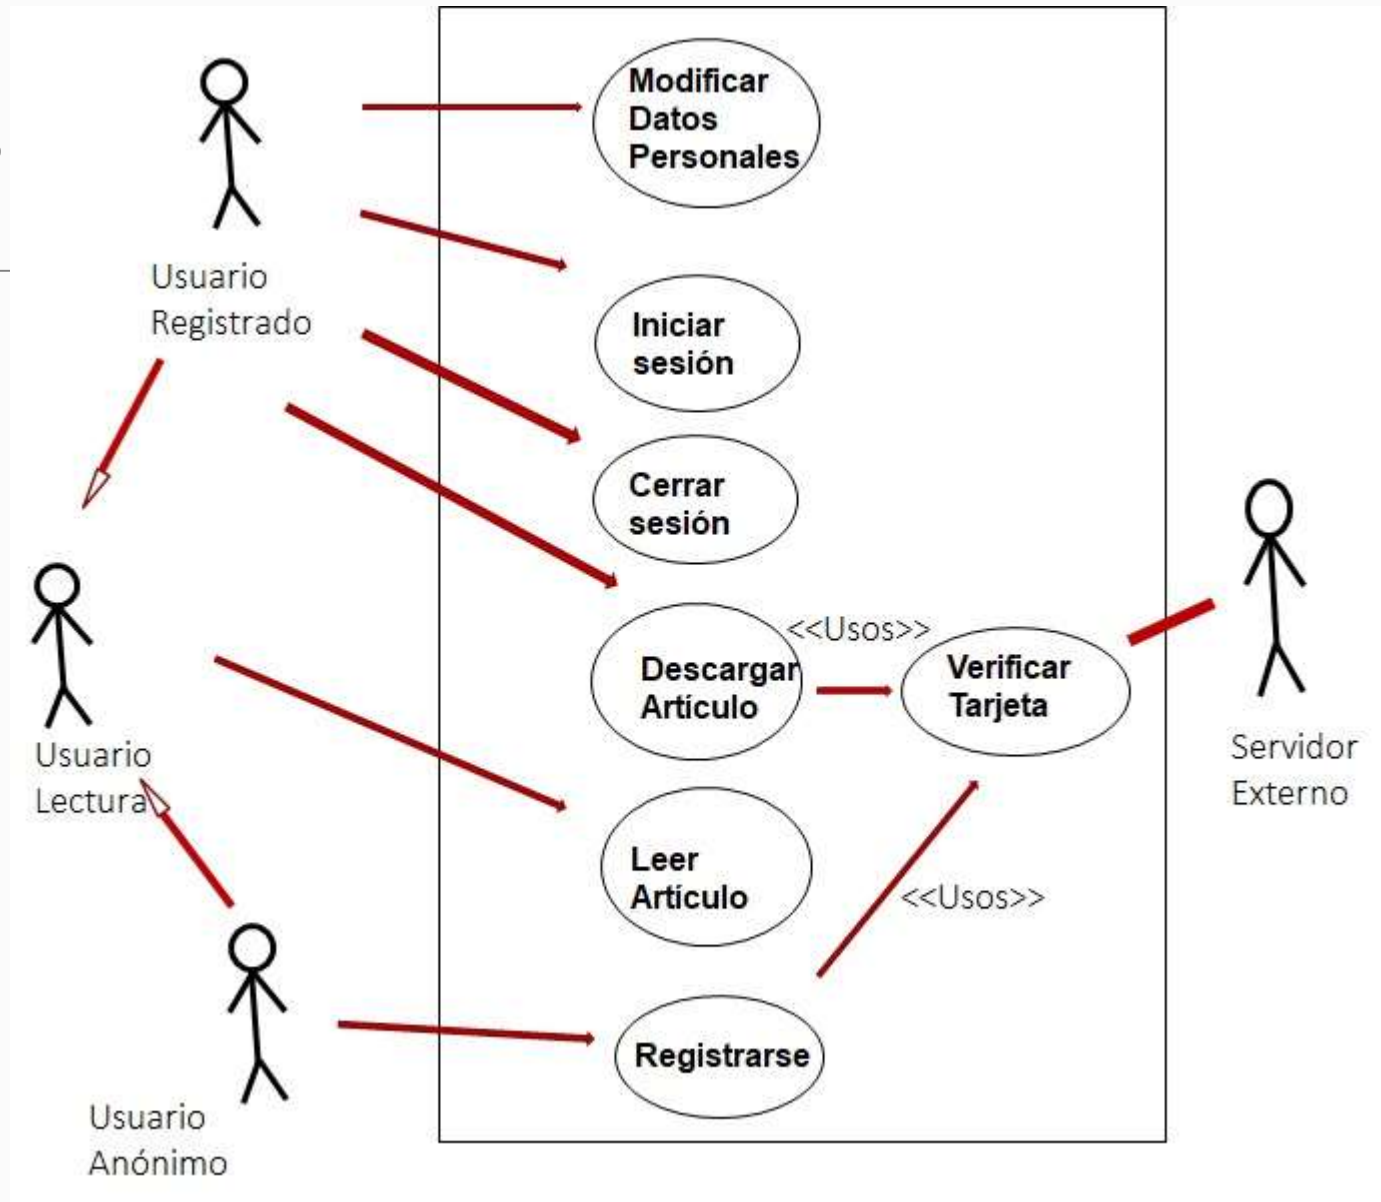 Modificar
Datos
Personales
Usuario
Registrado
Iniciar
sesión
Cerrar
sesión
<<Usos>>
Descargar
Artículo
Verificar
Tarjeta
Servidor
Externo
Usuario
Lectura
Leer
Artículo
<<Usos>>
Registrarse
Usuario
Anónimo